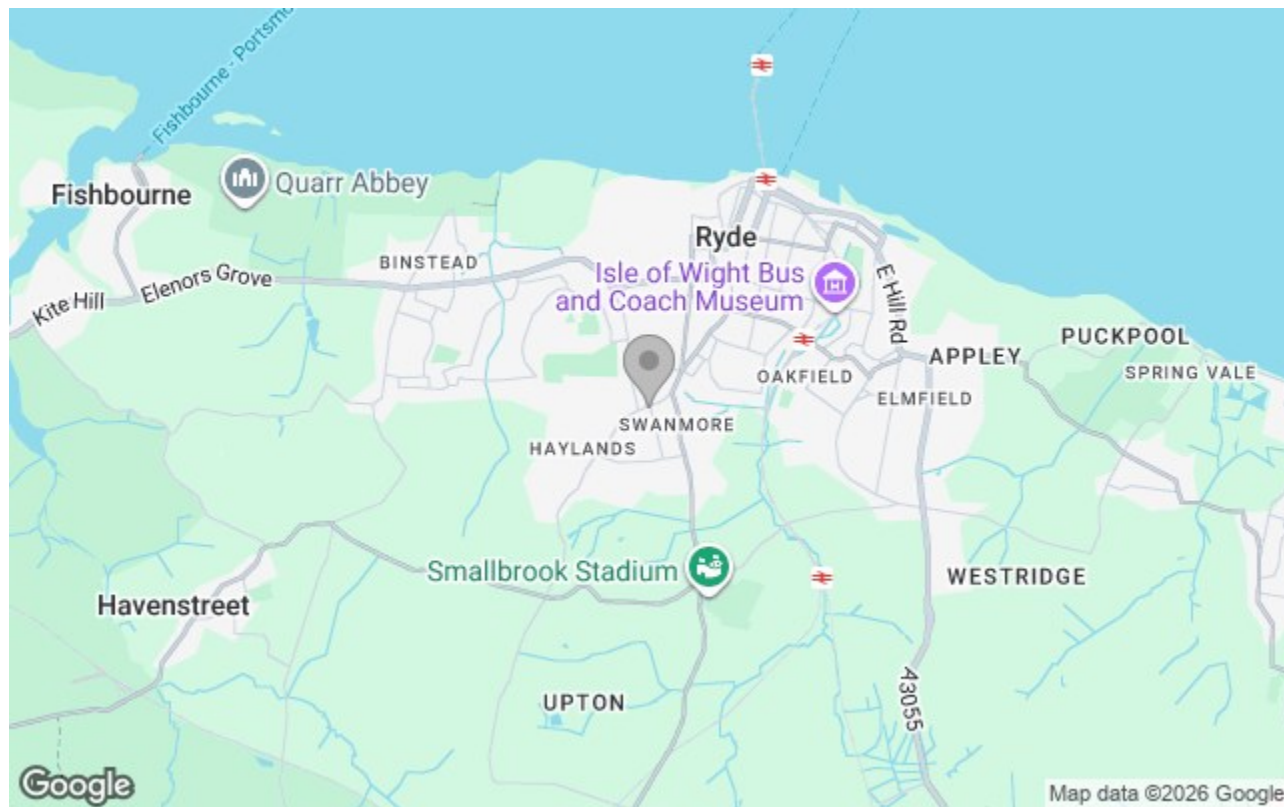 Fishbourne - Portsmo
Fishbourne
Quarr Abbey
Ryde
BINSTEAD
Isle of Wight Bus
and Coach Museum
Elenors Grove
Kite Hill
E Hill Rd
PUCKPOOL
APPLEY
SPRING VALE
OAKFIELD
ELMFIELD
SWANMORE
HAYLANDS
Smallbrook Stadium
WESTRIDGE
Havenstreet
UPTON
A3055
Google
Map data ©2026 Google